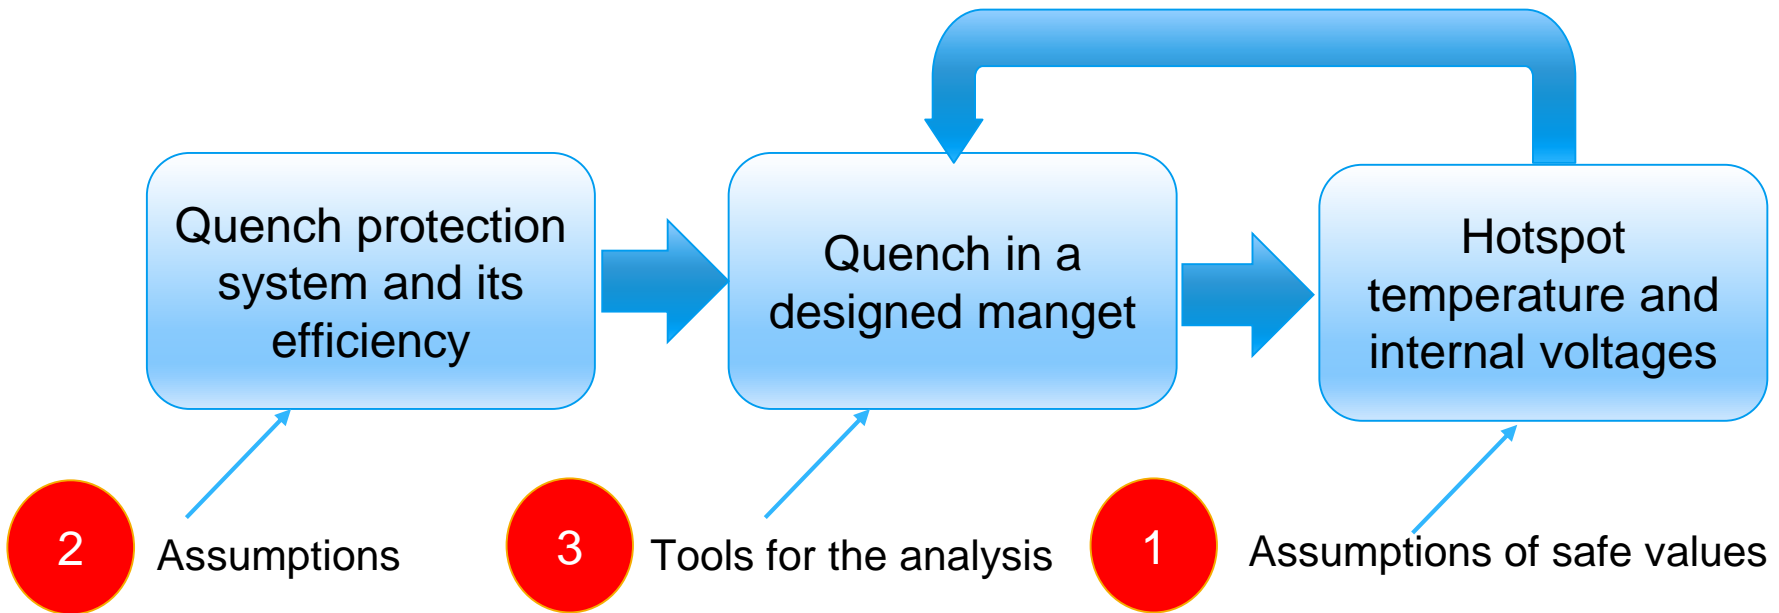 Quench protection
system and its
efficiency
Quench in a
designed manget
Hotspot
temperature and
internal voltages
2 Assumptions
3 Tools for the analysis
1 Assumptions of safe values